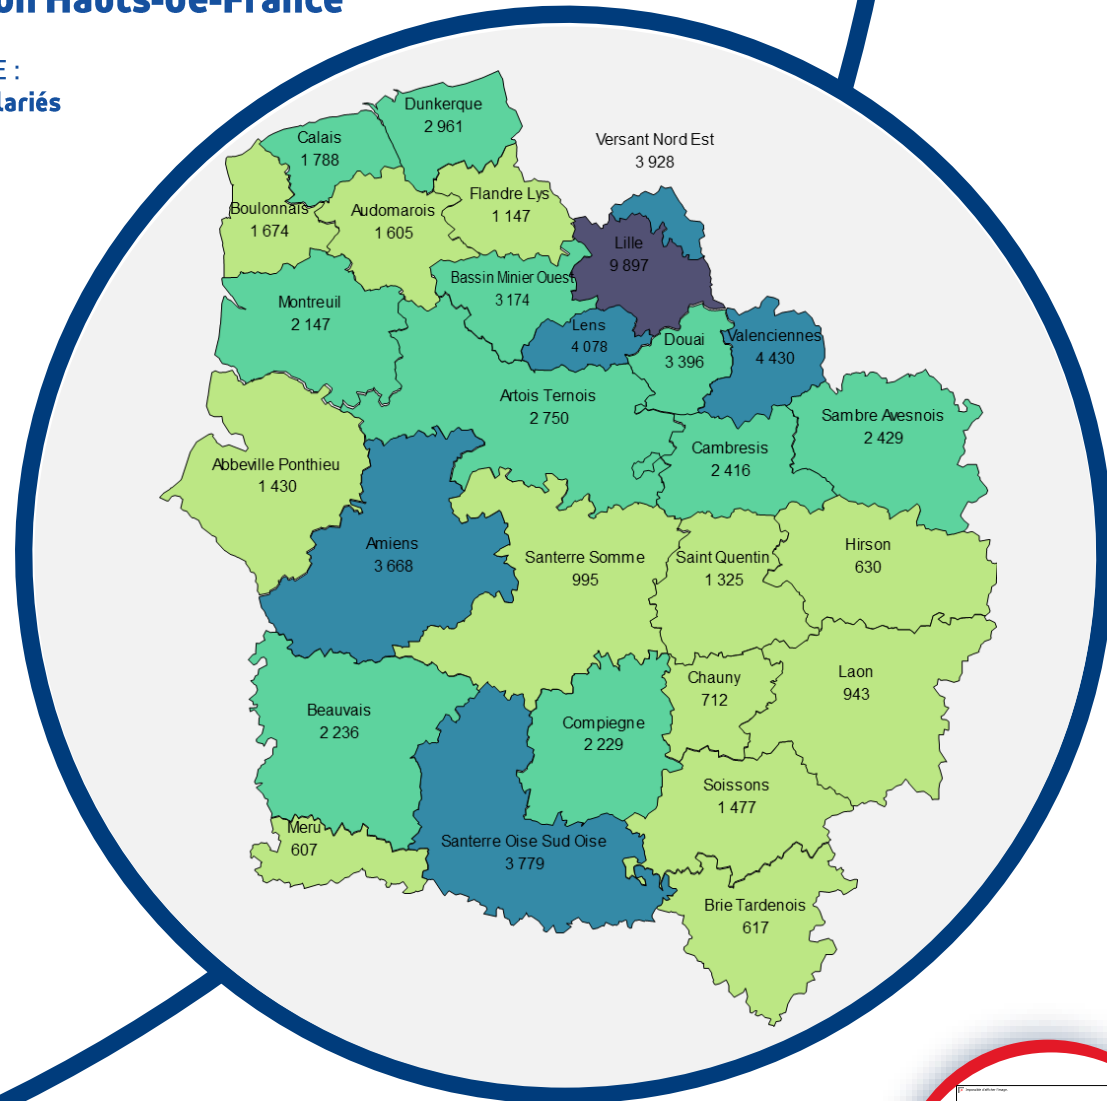 on Hauts-de-France
E :
lariés
Dunkerque
2 961
Calais
1 788
Versant Nord Est
3 928
Flandre Lys
1 147
Boulonnais
1 674
Audomarois
1 605
Lille
9 897
Bassin Minier Ouest
3 174
Montreuil
2 147
Lens
4 078
Douai
3 396
Valenciennes
4 430
Artois Ternois
2 750
Sambre Avesnois
2 429
Cambresis
2 416
Abbeville Ponthieu
1 430
Amiens
3 668
Santerre Somme
995
Saint Quentin
1 325
Hirson
630
Laon
943
Chauny
712
Beauvais
2 236
Compiegne
2 229
Soissons
1 477
Meru
607
Santerre Oise Sud Oise
3 779
Brie Tardenois
617